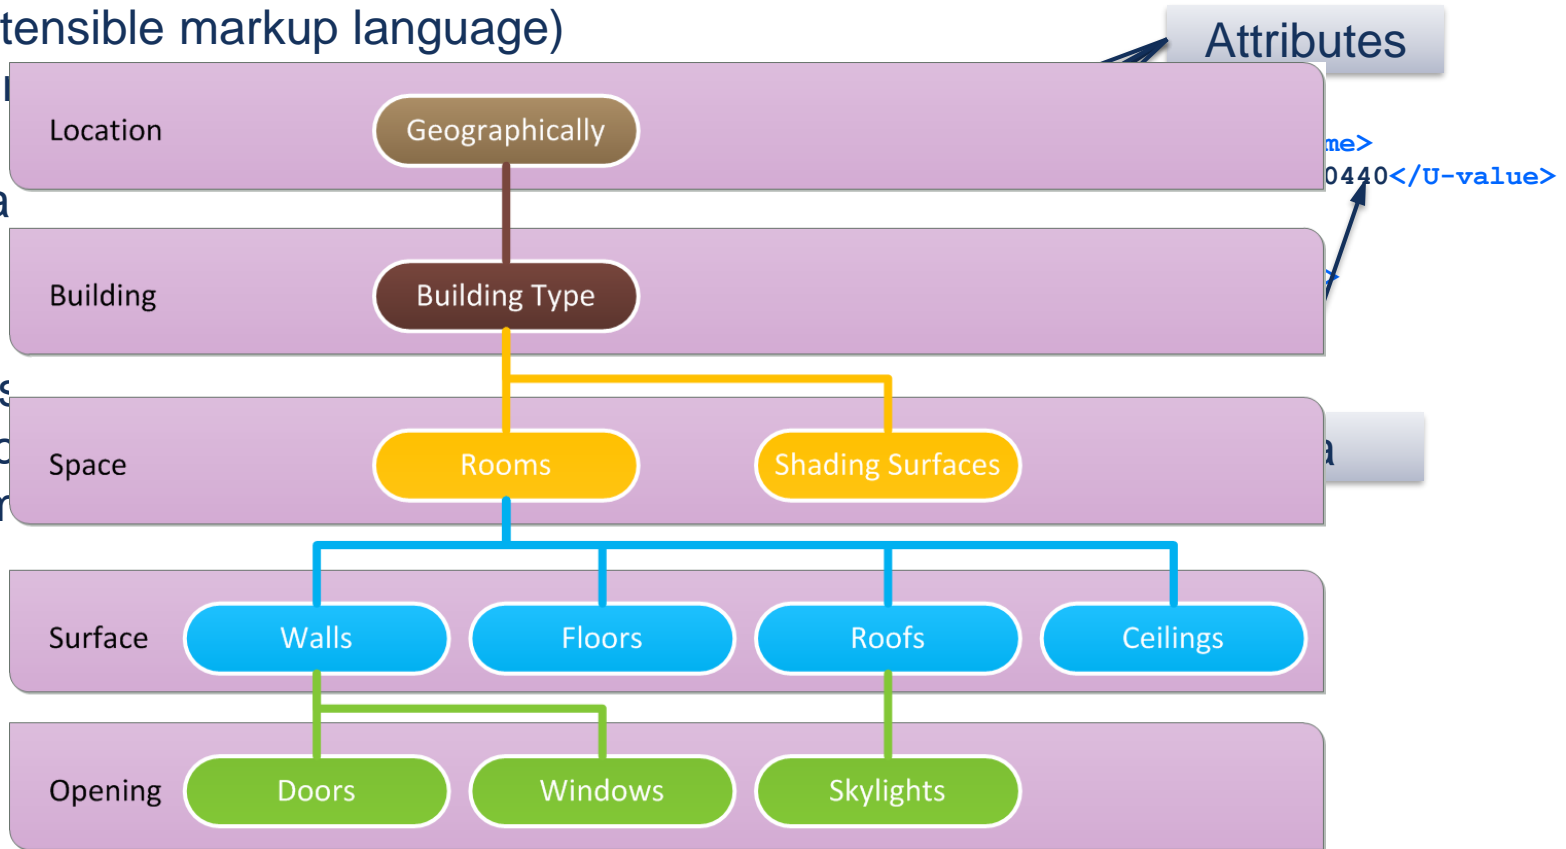 tensible markup language)
Attributes
Location
Geographically
me>
0440</U-value>
a
Building
Building Type
>
s
Space
Rooms
Shading Surfaces
a
Surface
Walls
Floors
Roofs
Ceilings
Opening
Doors
Windows
Skylights